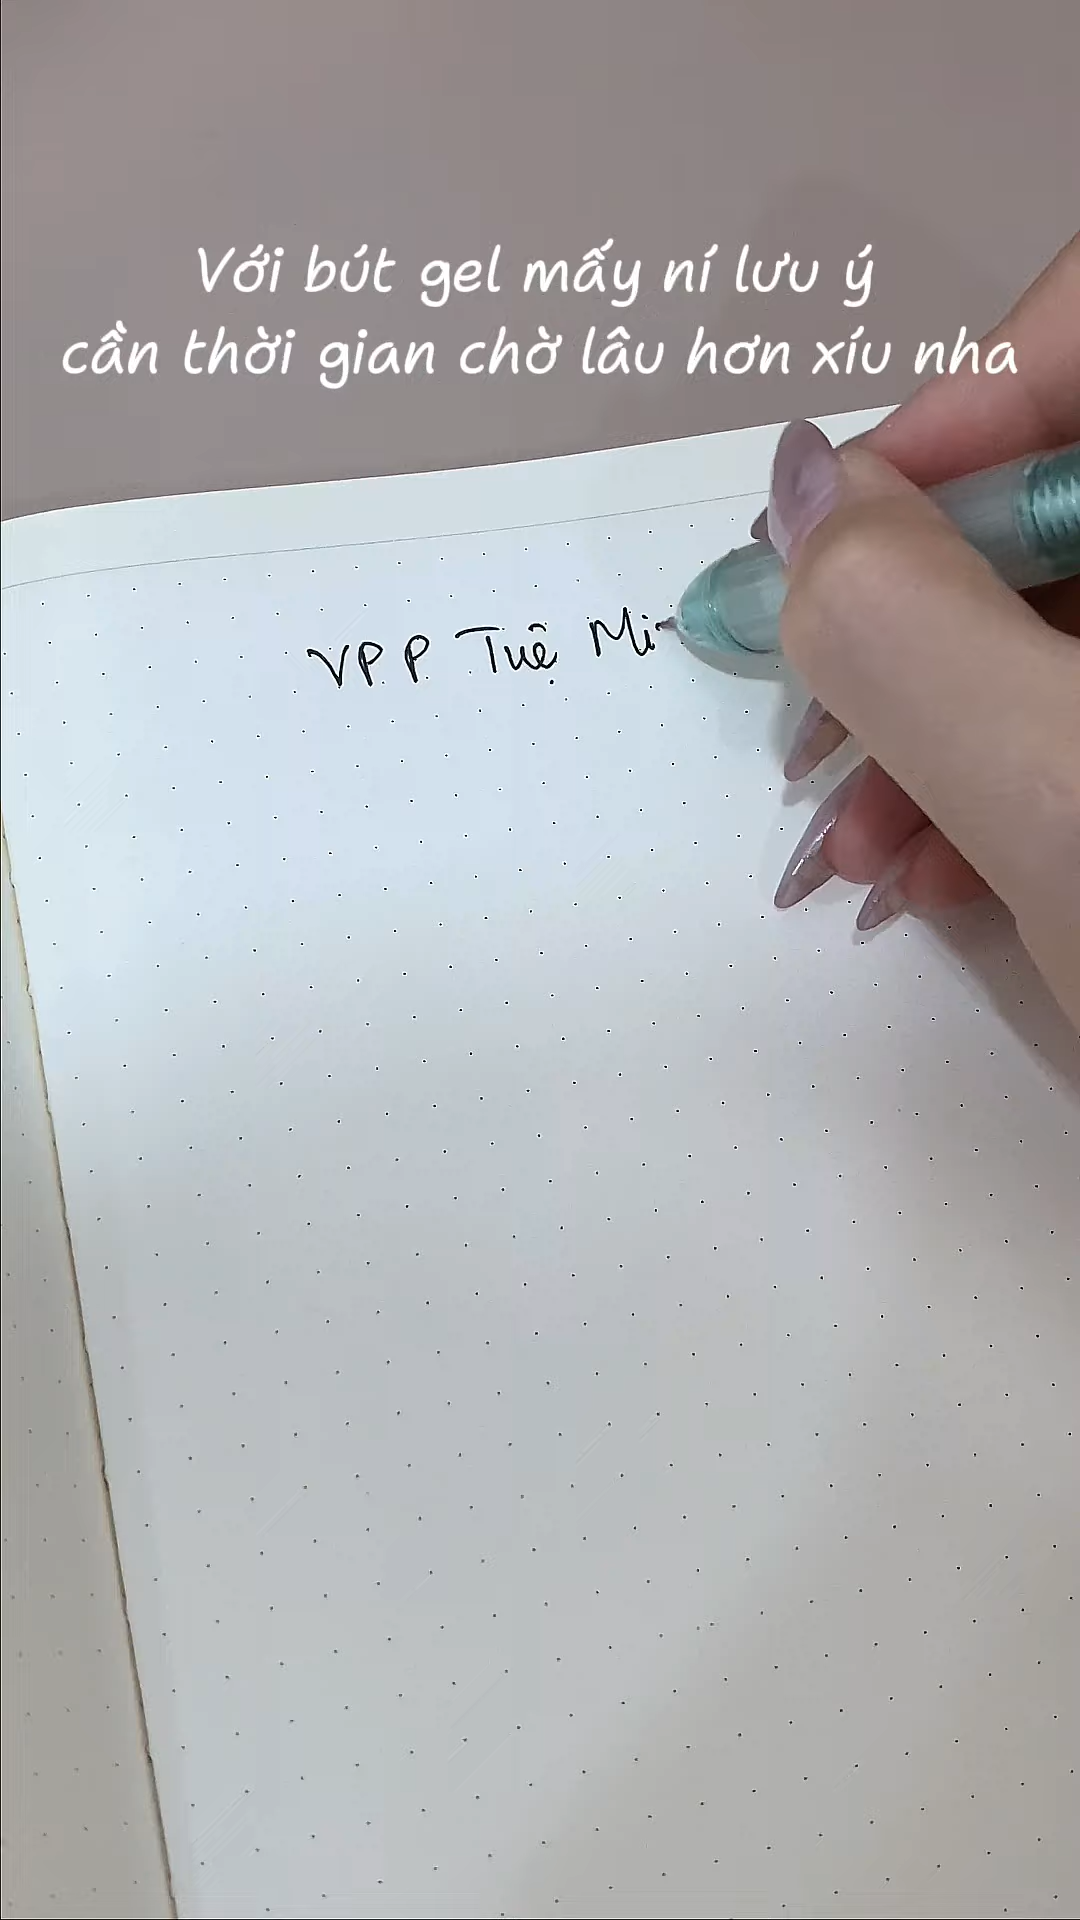 Với bút gel mấy ní lưu ý
cần thời gian chờ lâu hơn xíu nha
VPP Tuệ Mi